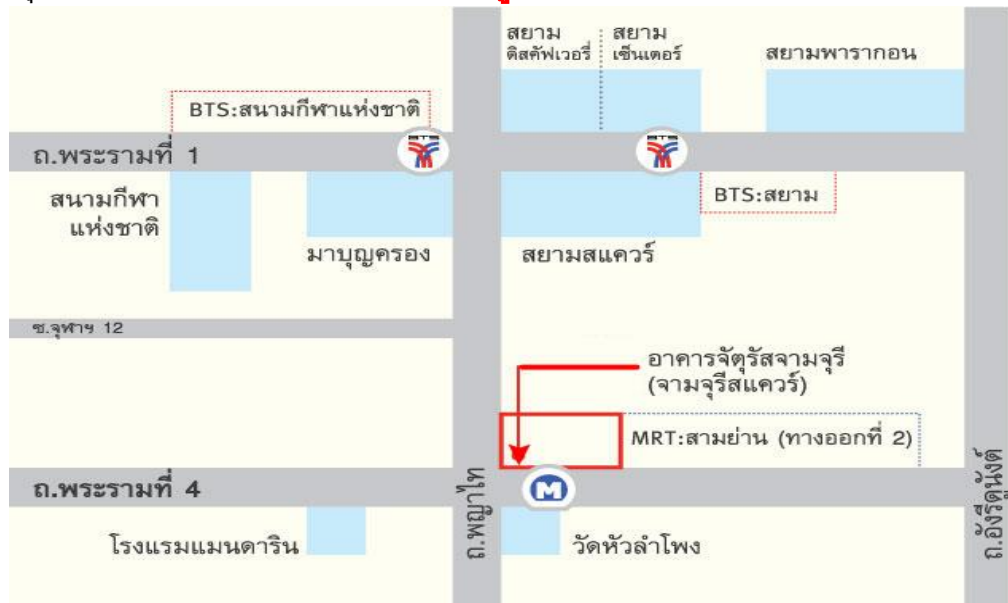 สยาม
ดิสคัฟเวอรี่
สยาม
เซ็นเตอร์
สยามพารากอน
BTS:สนามกีฬาแห่งชาติ
ถ.พระรามที่ 1
สนามกีฬา
แห่งชาติ
มาบุญครอง
สยามสแควร์
BTS:สยาม
ซ.จุฬาฯ 12
อาคารจัตุรัสจามจุรี
(จามจุรีสแควร์)
MRT:สามย่าน (ทางออกที่ 2)
ถ.พระรามที่ 4
M
ถ.พญาไท
ถ.อังรีดูนังต์
โรงแรมแมนดาริน
วัดหัวลำโพง